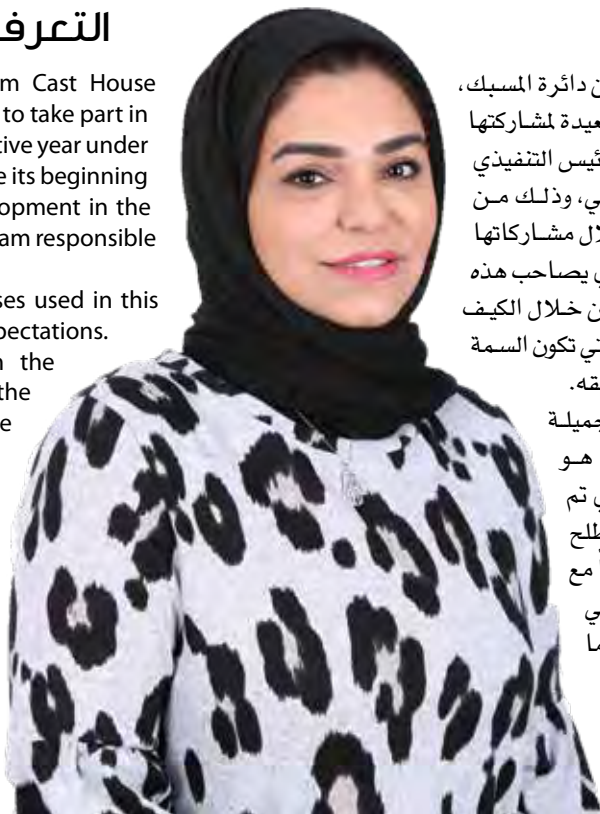 التعرف
m Cast House
to take part in
tive year under
e its beginning
opment in the
am responsible
ses used in this
pectations.
n the
the
e
ن دائرة المسبك،
عيدة لمشاركتها
ئيس التنفيذي
ي، وذلك من
لال مشاركاتها
ي يصاحب هذه
ن خلال الكيف
تي تكون السمة
قه.
جميلة
هو
ي تم
طلح
ً مع
ي
ما